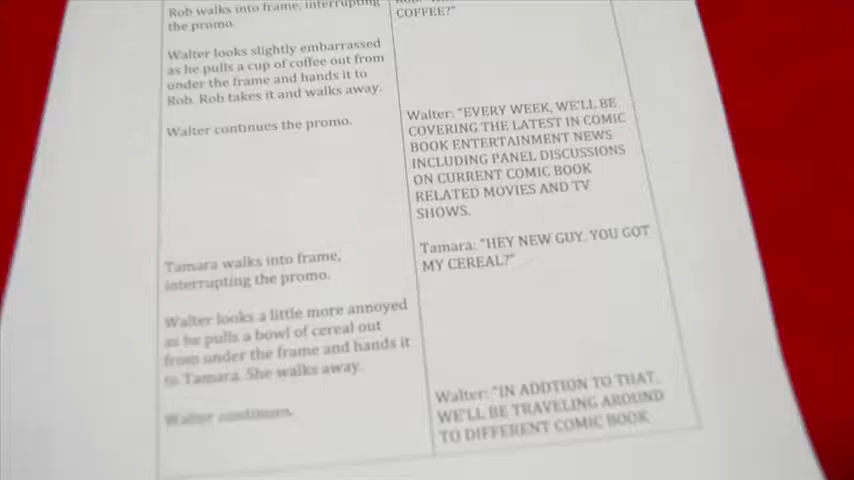 Rob walks into frame, interrupting
the promo.
COFFEE?"
Walter looks slightly embarrassed
as he pulls a cup of coffee out from
under the frame and hands it to
Rob. Rob takes it and walks away.
Walter continues the promo.
Walter: "EVERY WEEK, WE'LL BE
COVERING THE LATEST IN COMIC
BOOK ENTERTAINMENT NEWS
INCLUDING PANEL DISCUSSIONS
ON CURRENT COMIC BOOK
RELATED MOVIES AND TV
SHOWS.
Tamara walks into frame,
interrupting the promo.
Tamara: "HEY NEW GUY. YOU GOT
MY CEREAL?"
Walter looks a little more annoyed
as he pulls a bowl of cereal out
from under the frame and hands it
to Tamara. She walks away.
Walter continues.
Walter: "IN ADDTION TO THAT,
WE'LL BE TRAVELING AROUND
TO DIFFERENT COMIC BOOK